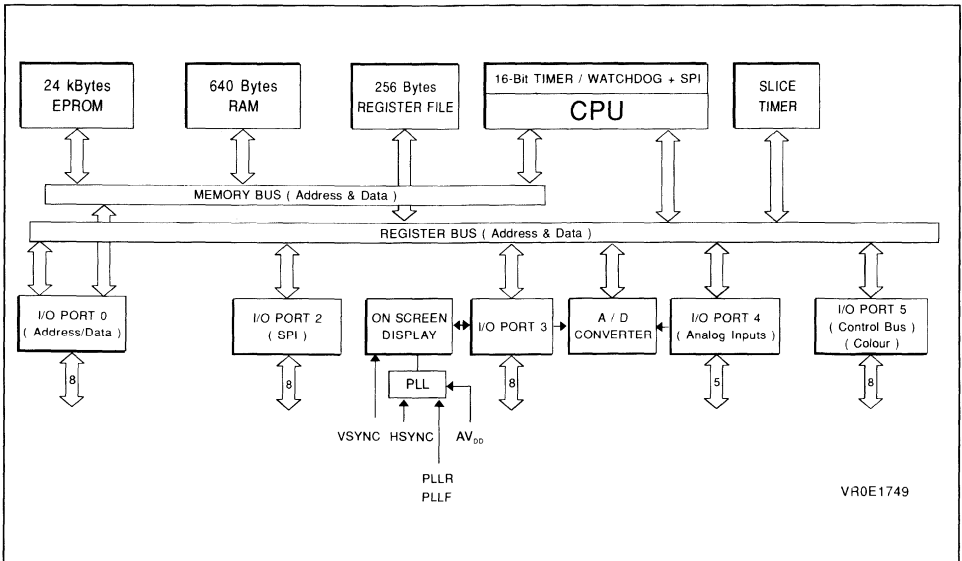 24 kBytes
EPROM
640 Bytes
RAM
256 Bytes
REGISTER FILE
16-Bit TIMER / WATCHDOG + SPI
CPU
SLICE
TIMER
MEMORY BUS ( Address & Data )
REGISTER BUS ( Address & Data )
I/O PORT 0
( Address/Data )
I/O PORT 2
( SPI )
ON SCREEN
DISPLAY
I/O PORT 3
A / D
CONVERTER
I/O PORT 4
( Analog Inputs )
I/O PORT 5
( Control Bus )
( Colour )
8
8
PLL
8
5
8
VSYNC
HSYNC
AVDD
PLLR
PLLF
VR0E1749